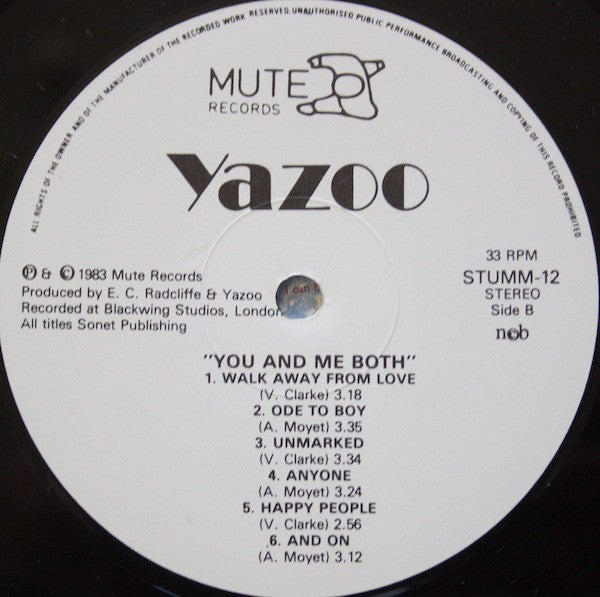 ALL RIGHTS OF THE OWNER AND OF THE MANUFACTURER OF THE RECORDED WORK RESERVED. UNAUTHORISED PUBLIC PERFORMANCE BROADCASTING AND COPYING OF THIS RECORD PROHIBITED
MUTE
RECORDS
Yazoo
33 RPM
STUMM-12
STEREO
Side B
ncb
Ⓟ & © 1983 Mute Records
Produced by E. C. Radcliffe & Yazoo
Recorded at Blackwing Studios, London
All titles Sonet Publishing
"YOU AND ME BOTH"
1. WALK AWAY FROM LOVE
(V. Clarke) 3.18
2. ODE TO BOY
(A. Moyet) 3.35
3. UNMARKED
(V. Clarke) 3.34
4. ANYONE
(A. Moyet) 3.24
5. HAPPY PEOPLE
(V. Clarke) 2.56
6. AND ON
(A. Moyet) 3.12